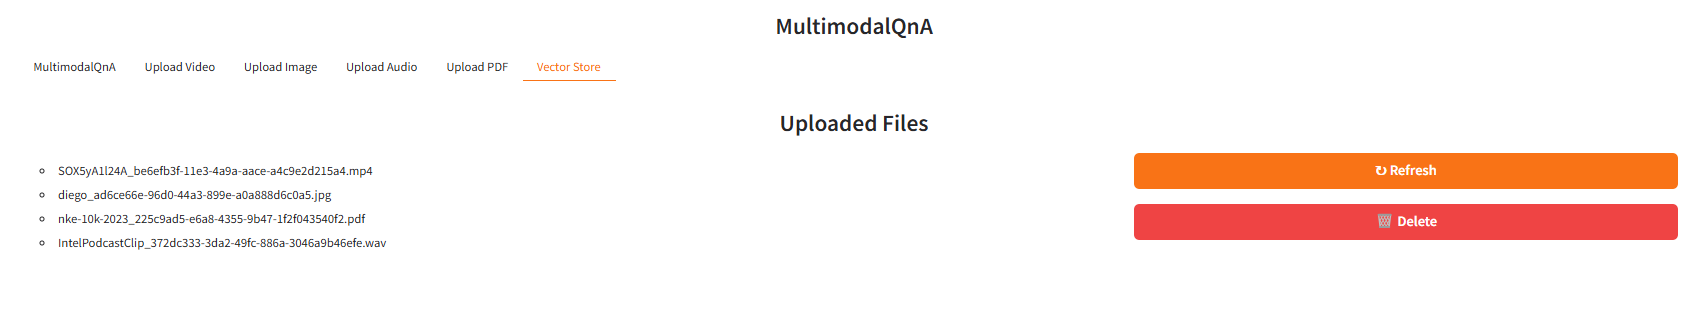 MultimodalQnA
MultimodalQnA Upload Video Upload Image Upload Audio Upload PDF Vector Store
Uploaded Files
SOX5yA1l24A_be6efb3f-11e3-4a9a-aace-a4c9e2d215a4.mp4
diego_ad6ce66e-96d0-44a3-899e-a0a888d6c0a5.jpg
nke-10k-2023_225c9ad5-e6a8-4355-9b47-1f2f043540f2.pdf
IntelPodcastClip_372dc333-3da2-49fc-886a-3046a9b46efe.wav
↻ Refresh
🗑 Delete